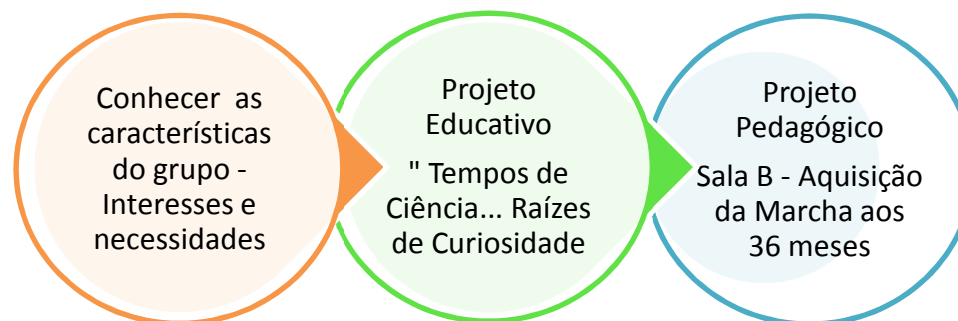 Conhecer as
características
do grupo -
Interesses e
necessidades
Projeto
Educativo
" Tempos de
Ciência... Raízes
de Curiosidade
Projeto
Pedagógico
Sala B - Aquisição
da Marcha aos
36 meses